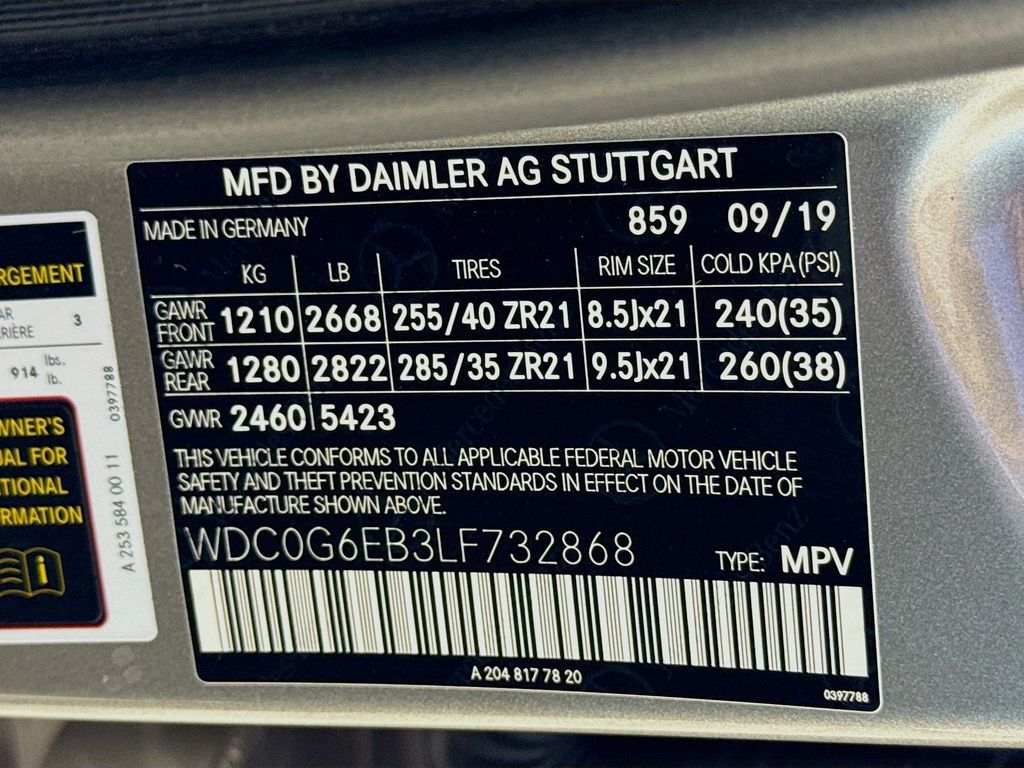 MFD BY DAIMLER AG STUTTGART
MADE IN GERMANY 859 09/19
KG LB TIRES RIM SIZE COLD KPA (PSI)
GAWR FRONT 1210 2668 255/40 ZR21 8.5Jx21 240(35)
GAWR REAR 1280 2822 285/35 ZR21 9.5Jx21 260(38)
GVWR 2460 5423
THIS VEHICLE CONFORMS TO ALL APPLICABLE FEDERAL MOTOR VEHICLE
SAFETY AND THEFT PREVENTION STANDARDS IN EFFECT ON THE DATE OF
MANUFACTURE SHOWN ABOVE.
WDC0G6EB3LF732868 TYPE: MPV
A 204 817 78 20
0397788
RGEMENT
AR
RIÈRE 3
914 lbs.
lb.
WNER'S
UAL FOR
TIONAL
RMATION
i
A 253 584 00 11 0397788